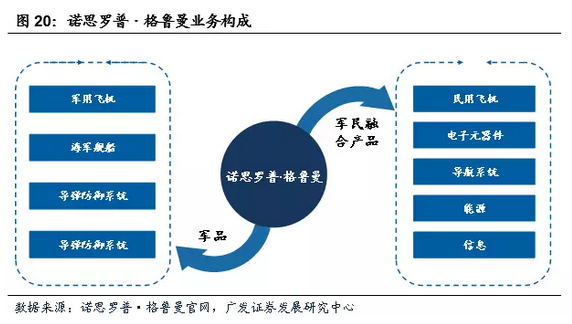 图 20：诺思罗普·格鲁曼业务构成
军用飞机
海军舰船
导弹防御系统
导弹防御系统
诺思罗普·格鲁曼
军民融
合产品
军品
民用飞机
电子元器件
导航系统
能源
信息
数据来源：诺思罗普·格鲁曼官网，广发证券发展研究中心